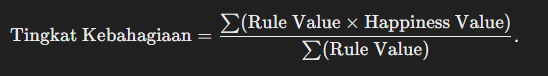 Tingkat Kebahagiaan = ∑(Rule Value × Happiness Value) / ∑(Rule Value).